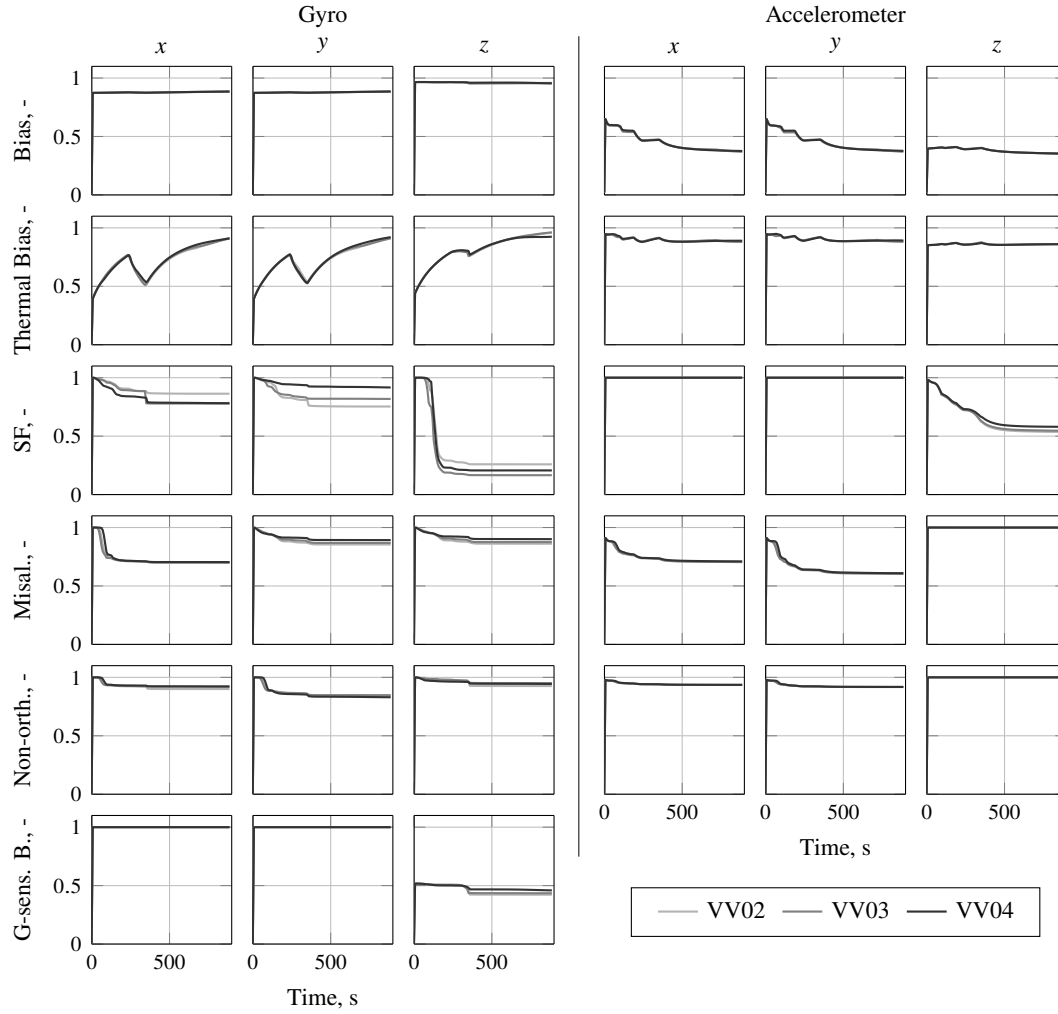 Gyro Accelerometer
x y z x y z
Bias, -
1
0.5
0
Thermal Bias, -
1
0.5
0
SF, -
1
0.5
0
Misal., -
1
0.5
0
Non-orth., -
1
0.5
0
0 500 0 500 0 500
Time, s
G-sens. B., -
1
0.5
0
0 500 0 500 0 500
Time, s
VV02 VV03 VV04